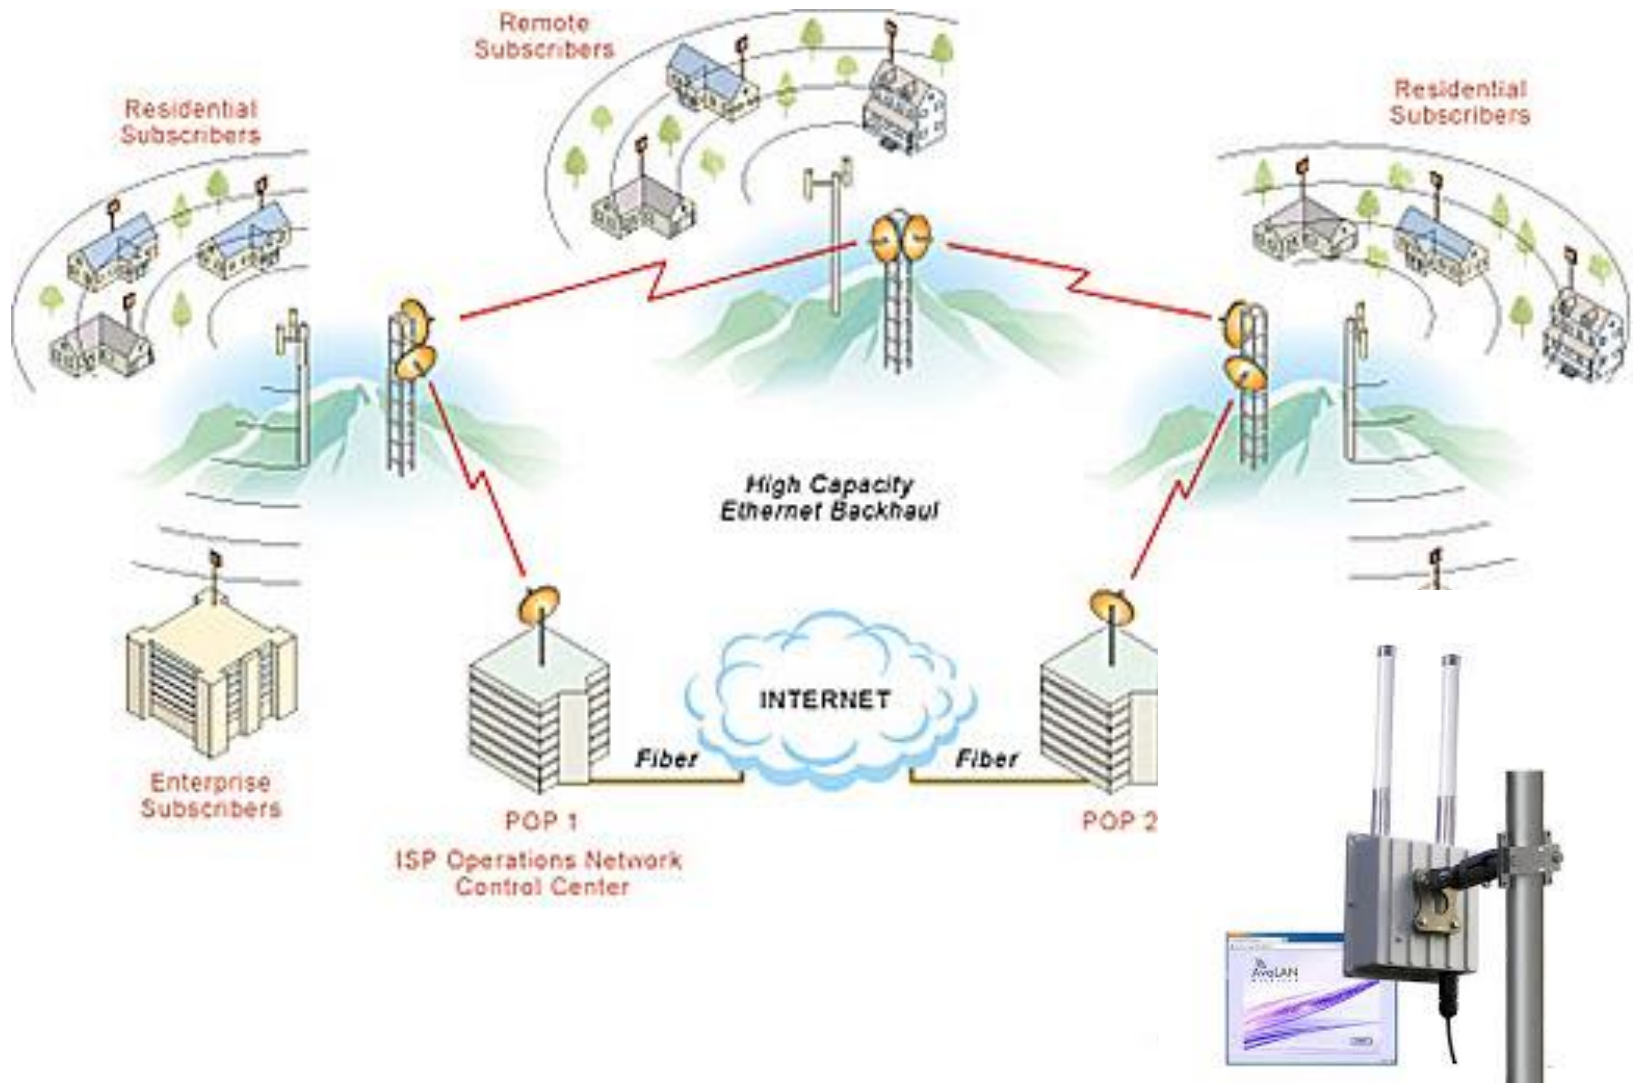 Remote
Subscribers
Residential
Subscribers
Residential
Subscribers
High Capacity
Ethernet Backhaul
INTERNET
Fiber
Fiber
Enterprise
Subscribers
POP 1
POP 2
ISP Operations Network
Control Center
AvaLAN